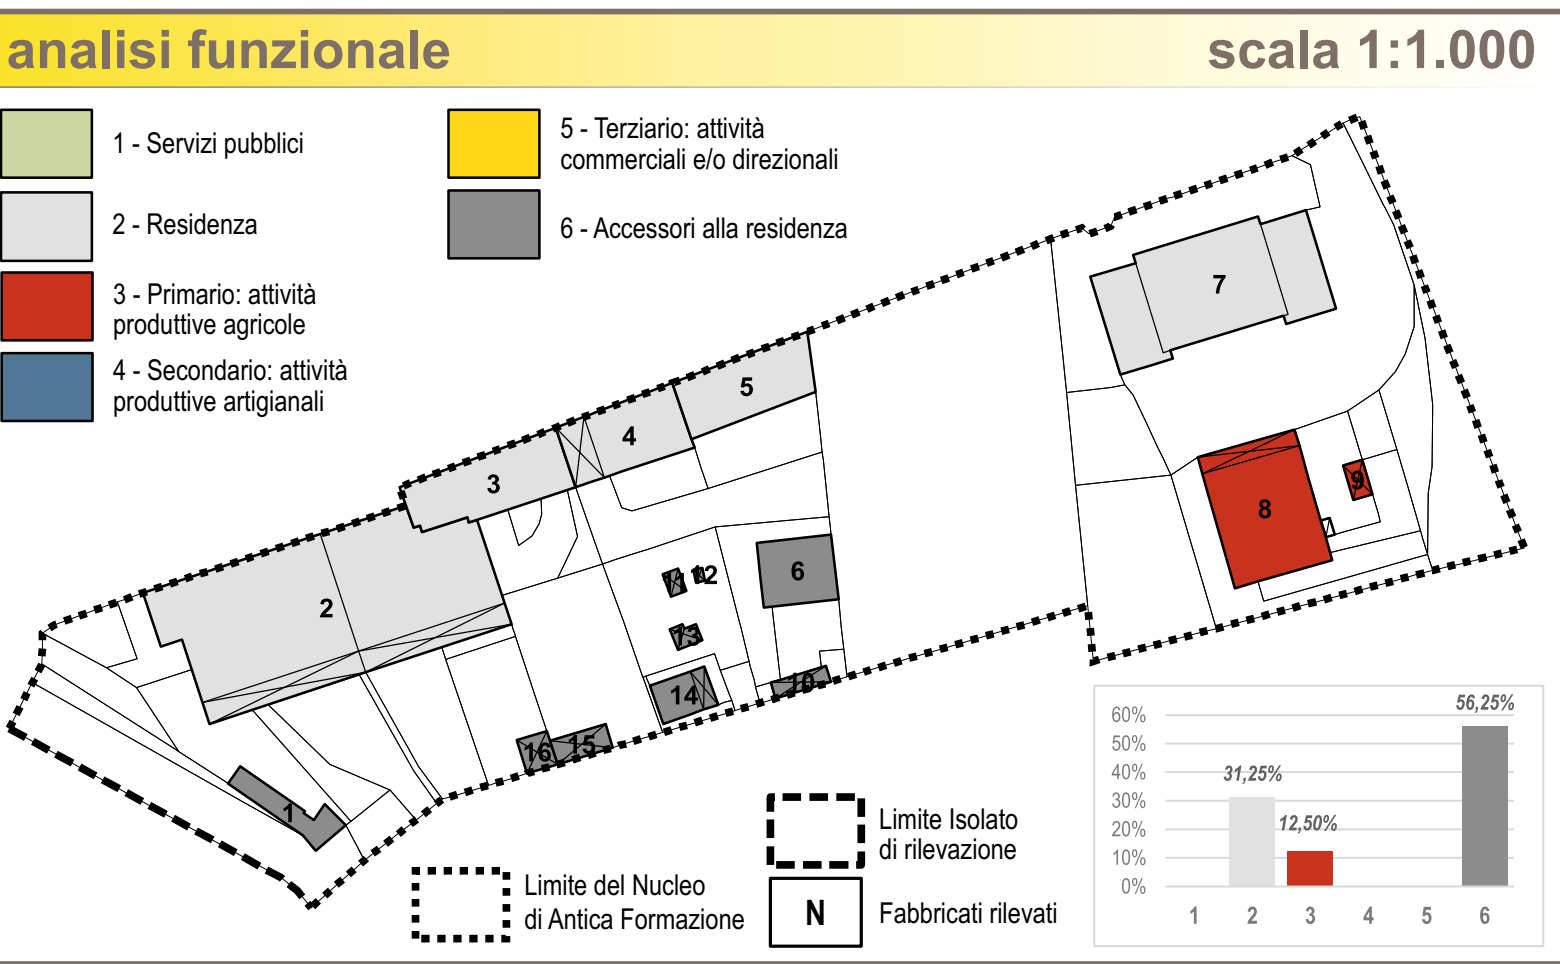 analisi funzionale
scala 1:1.000
1 - Servizi pubblici
2 - Residenza
3 - Primario: attività
produttive agricole
4 - Secondario: attività
produttive artigianali
5 - Terziario: attività
commerciali e/o direzionali
6 - Accessori alla residenza
7
5
4
3
8
9
2
6
11
12
13
14
10
16
15
1
Limite del Nucleo
di Antica Formazione
Limite Isolato
di rilevazione
N
Fabbricati rilevati
60%
50%
40%
30%
20%
10%
0%
31,25%
12,50%
56,25%
1 2 3 4 5 6